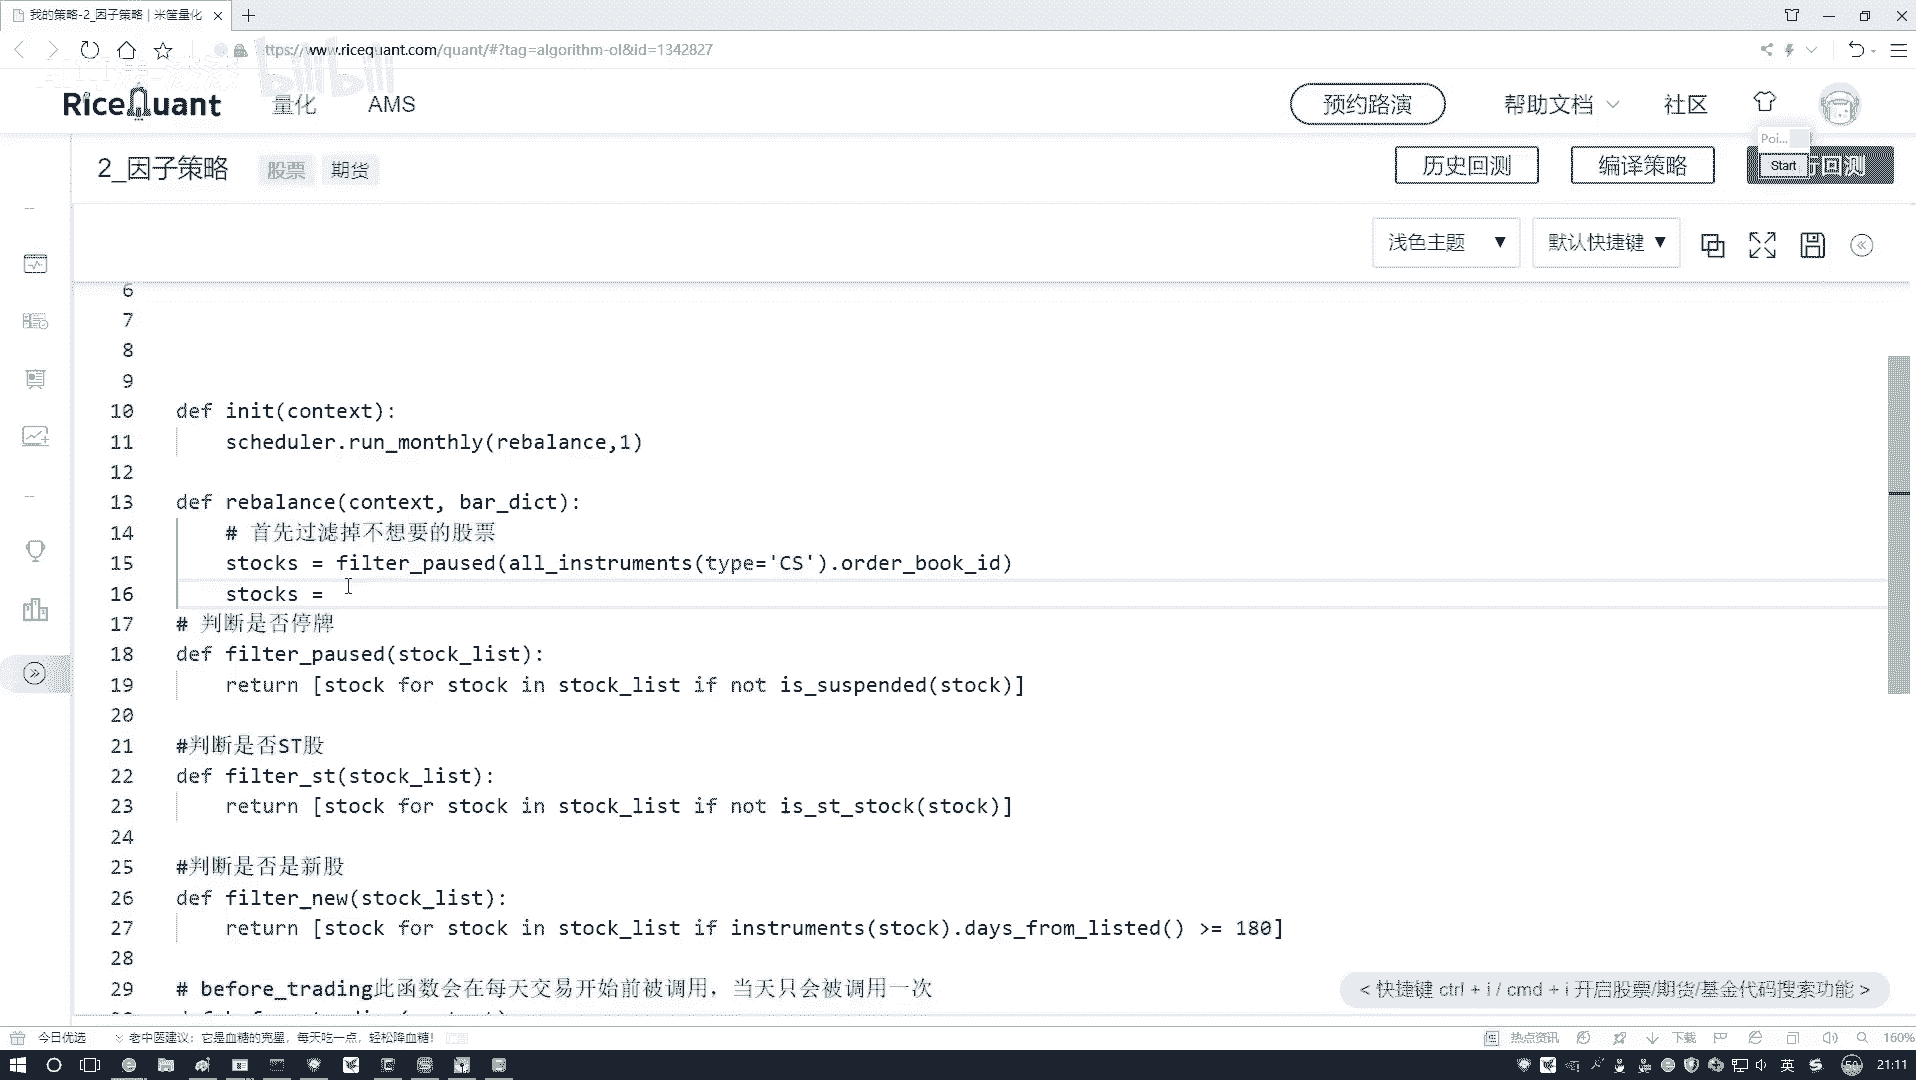 我的策略-2_因子策略 | 米筐量化
https://www.ricequant.com/quant/#?tag=algorithm-ol&id=1342827
bilibili
RiceQuant 量化 AMS 预约路演 帮助文档 社区
Poi...
2_因子策略 股票 期货 历史回测 编译策略 Start 行回测
浅色主题 默认快捷键
6
7
8
9
10 def init(context):
11 scheduler.run_monthly(rebalance,1)
12
13 def rebalance(context, bar_dict):
14 # 首先过滤掉不想要的股票
15 stocks = filter_paused(all_instruments(type='CS').order_book_id)
16 stocks =
17 # 判断是否停牌
18 def filter_paused(stock_list):
19 return [stock for stock in stock_list if not is_suspended(stock)]
20
21 #判断是否ST股
22 def filter_st(stock_list):
23 return [stock for stock in stock_list if not is_st_stock(stock)]
24
25 #判断是否是新股
26 def filter_new(stock_list):
27 return [stock for stock in stock_list if instruments(stock).days_from_listed() >= 180]
28
29 # before_trading此函数会在每天交易开始前被调用，当天只会被调用一次
< 快捷键 ctrl + i / cmd + i 开启股票/期货/基金代码搜索功能 >
今日优选 老中医建议：它是血糖的克星，每天吃一点，轻松降血糖！ 热点资讯 下载 160%
英 21:11